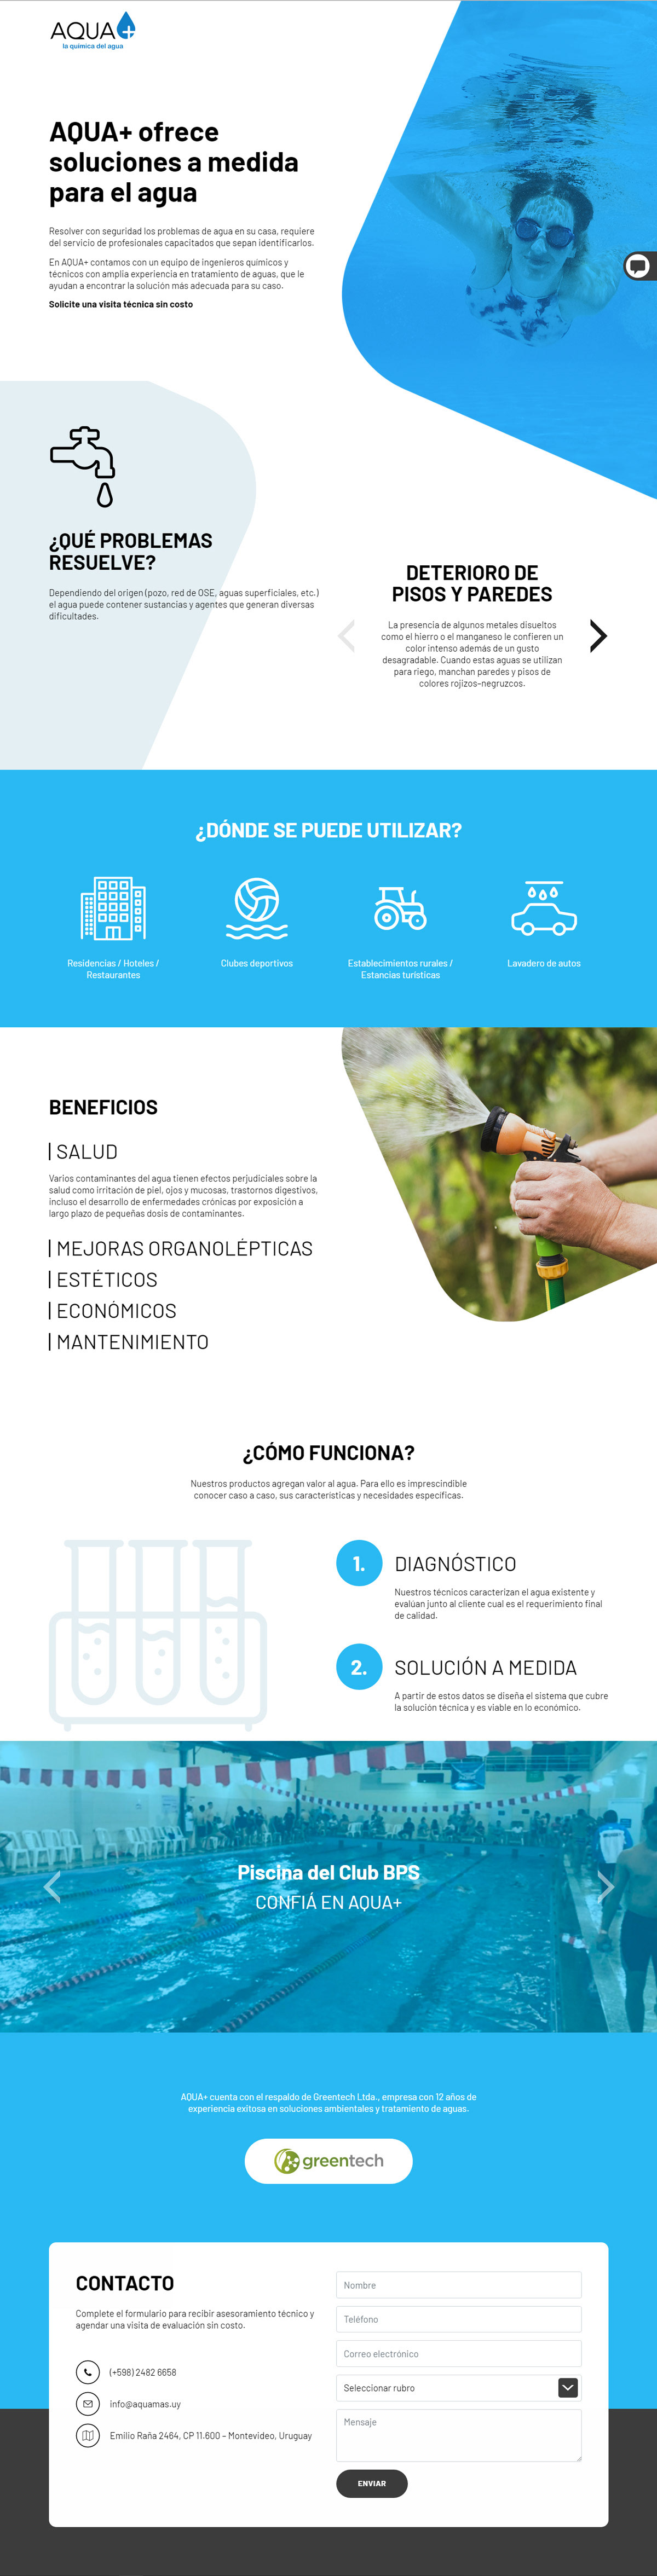 AQUA+
la química del agua
AQUA+ ofrece
soluciones a medida
para el agua
Resolver con seguridad los problemas de agua en su casa, requiere
del servicio de profesionales capacitados que sepan identificarlos.
En AQUA+ contamos con un equipo de ingenieros químicos y
técnicos con amplia experiencia en tratamiento de aguas, que le
ayudan a encontrar la solución más adecuada para su caso.
Solicite una visita técnica sin costo
¿QUÉ PROBLEMAS
RESUELVE?
Dependiendo del origen (pozo, red de OSE, aguas superficiales, etc.)
el agua puede contener sustancias y agentes que generan diversas
dificultades.
DETERIORO DE
PISOS Y PAREDES
La presencia de algunos metales disueltos
como el hierro o el manganeso le confieren un
color intenso además de un gusto
desagradable. Cuando estas aguas se utilizan
para riego, manchan paredes y pisos de
colores rojizos-negruzcos.
¿DÓNDE SE PUEDE UTILIZAR?
Residencias / Hoteles /
Restaurantes
Clubes deportivos
Establecimientos rurales /
Estancias turísticas
Lavadero de autos
BENEFICIOS
SALUD
Varios contaminantes del agua tienen efectos perjudiciales sobre la
salud como irritación de piel, ojos y mucosas, trastornos digestivos,
incluso el desarrollo de enfermedades crónicas por exposición a
largo plazo de pequeñas dosis de contaminantes.
MEJORAS ORGANOLÉPTICAS
ESTÉTICOS
ECONÓMICOS
MANTENIMIENTO
¿CÓMO FUNCIONA?
Nuestros productos agregan valor al agua. Para ello es imprescindible
conocer caso a caso, sus características y necesidades específicas.
1.
DIAGNÓSTICO
Nuestros técnicos caracterizan el agua existente y
evalúan junto al cliente cual es el requerimiento final
de calidad.
2.
SOLUCIÓN A MEDIDA
A partir de estos datos se diseña el sistema que cubre
la solución técnica y es viable en lo económico.
Piscina del Club BPS
CONFIÁ EN AQUA+
AQUA+ cuenta con el respaldo de Greentech Ltda., empresa con 12 años de
experiencia exitosa en soluciones ambientales y tratamiento de aguas.
greentech
CONTACTO
Complete el formulario para recibir asesoramiento técnico y
agendar una visita de evaluación sin costo.
(+598) 2482 6658
info@aquamas.uy
Emilio Raña 2464, CP 11.600 – Montevideo, Uruguay
Nombre
Teléfono
Correo electrónico
Seleccionar rubro
Mensaje
ENVIAR